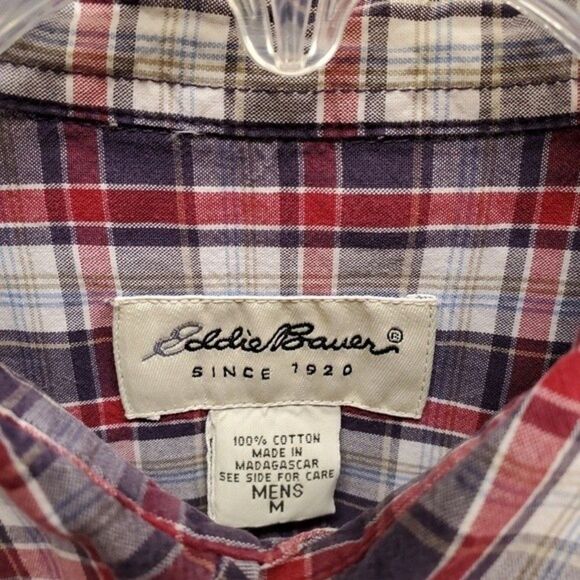 Eddie Bauer®
SINCE 1920
100% COTTON
MADE IN
MADAGASCAR
SEE SIDE FOR CARE
MENS
M